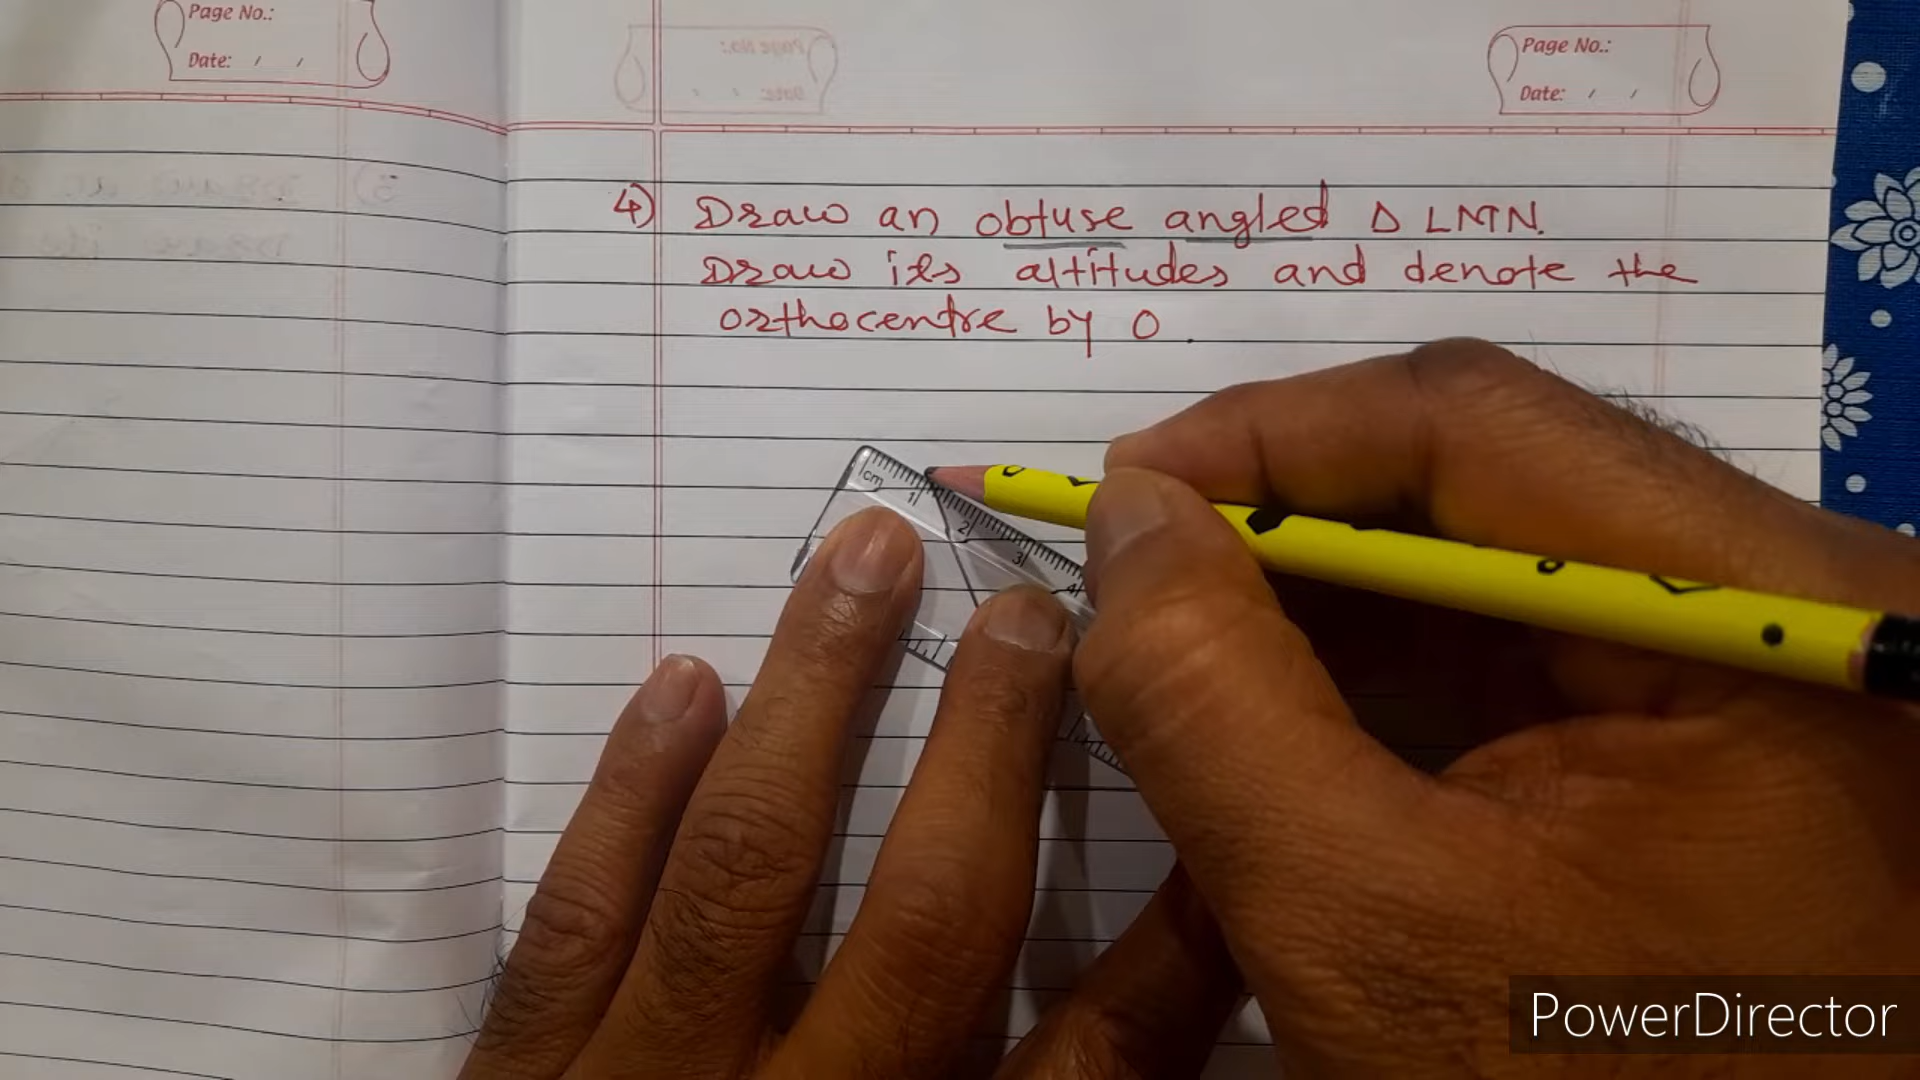 Page No.:
Date: / /
Page No.:
Date: / /
4) Draw an obtuse angled Δ LMN.
Draw its altitudes and denote the
orthocentre by O.
cm 1 2 3 4
PowerDirector